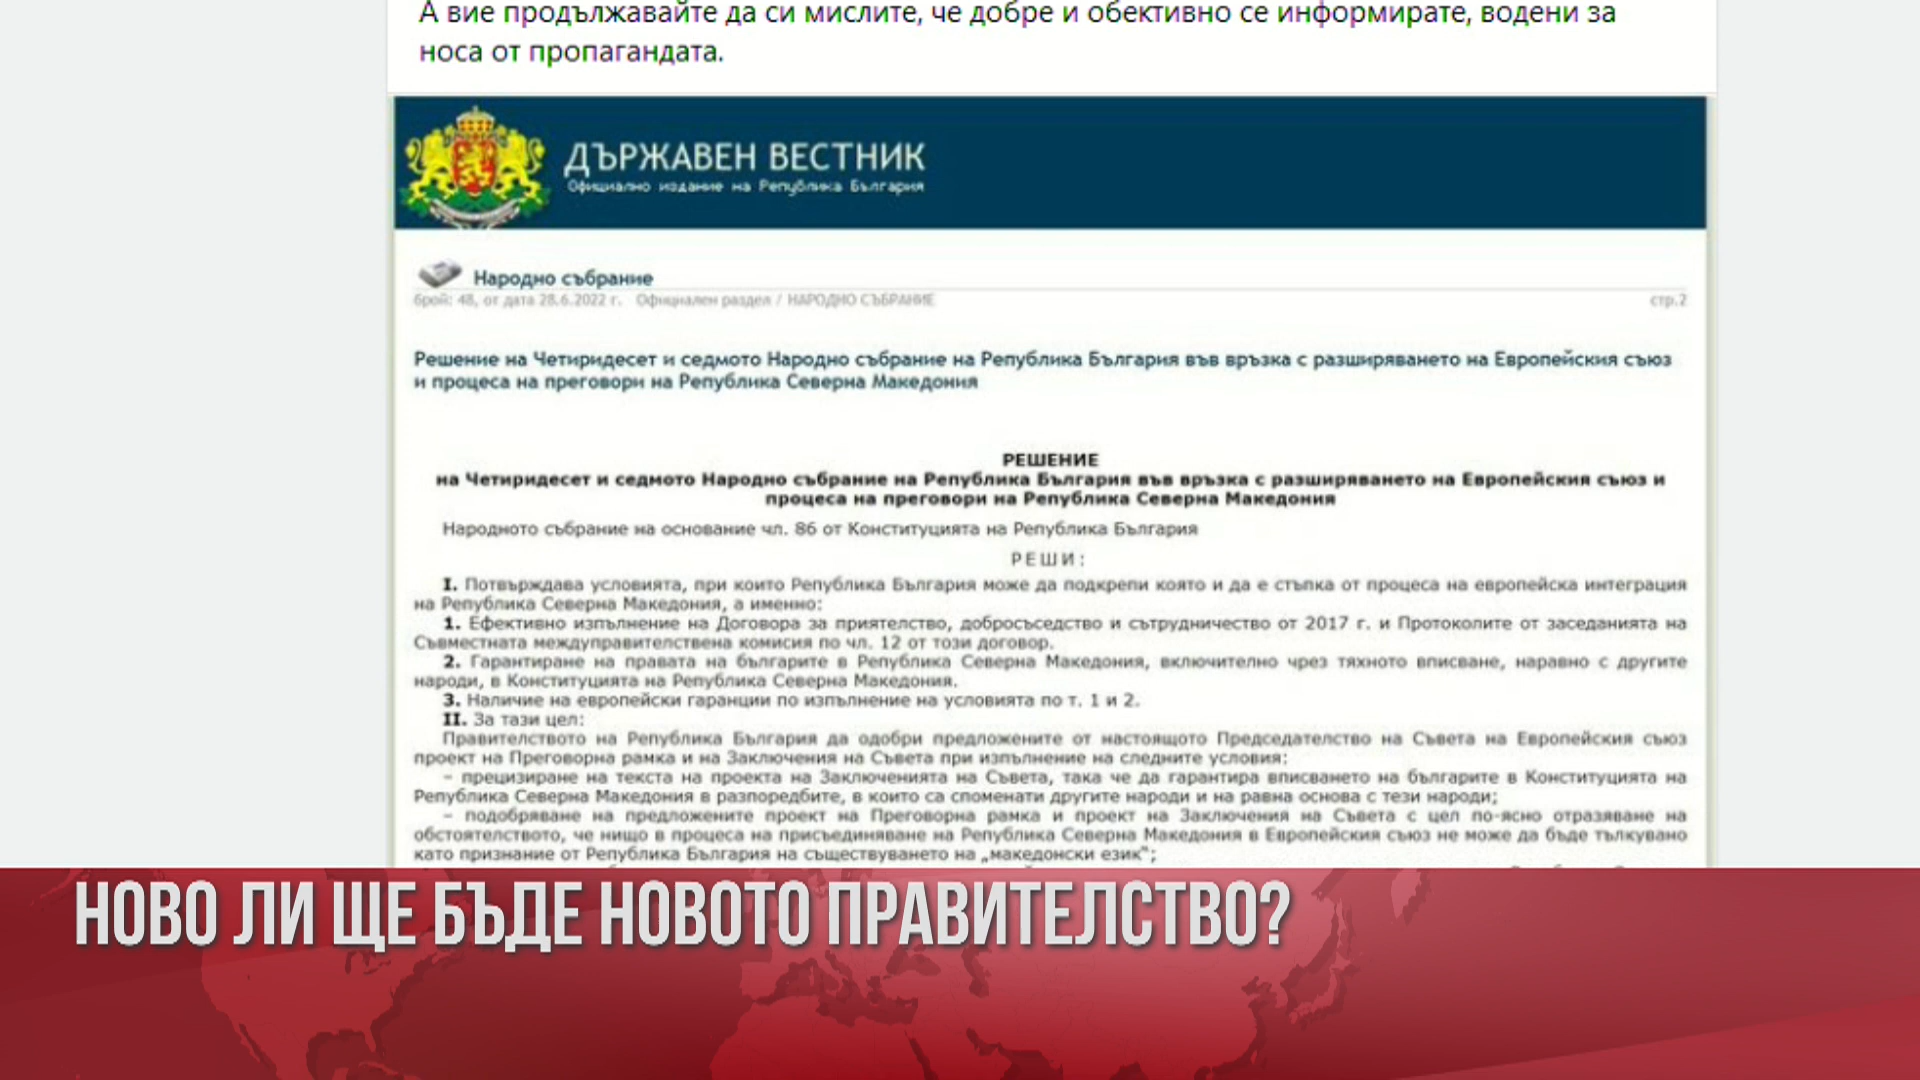 А вие продължавайте да си мислите, че добре и обективно се информирате, водени за
носа от пропагандата.
ДЪРЖАВЕН ВЕСТНИК
Официално издание на Република България
Народно събрание
брой: 48, от дата 28.6.2022 г. Официален раздел / НАРОДНО СЪБРАНИЕ стр.2
Решение на Четиридесет и седмото Народно събрание на Република България във връзка с разширяването на Европейския съюз
и процеса на преговори на Република Северна Македония
РЕШЕНИЕ
на Четиридесет и седмото Народно събрание на Република България във връзка с разширяването на Европейския съюз и
процеса на преговори на Република Северна Македония
Народното събрание на основание чл. 86 от Конституцията на Република България
РЕШИ:
I. Потвърждава условията, при които Република България може да подкрепи която и да е стъпка от процеса на европейска интеграция
на Република Северна Македония, а именно:
1. Ефективно изпълнение на Договора за приятелство, добросъседство и сътрудничество от 2017 г. и Протоколите от заседанията на
Съвместната междуправителствена комисия по чл. 12 от този договор.
2. Гарантиране на правата на българите в Република Северна Македония, включително чрез тяхното вписване, наравно с другите
народи, в Конституцията на Република Северна Македония.
3. Наличие на европейски гаранции по изпълнение на условията по т. 1 и 2.
II. За тази цел:
Правителството на Република България да одобри предложените от настоящото Председателство на Съвета на Европейския съюз
проект на Преговорна рамка и на Заключения на Съвета при изпълнение на следните условия:
– прецизиране на текста на проекта на Заключенията на Съвета, така че да гарантира вписването на българите в Конституцията на
Република Северна Македония в разпоредбите, в които са споменати другите народи и на равна основа с тези народи;
– подобряване на предложените проект на Преговорна рамка и проект на Заключения на Съвета с цел по-ясно отразяване на
обстоятелството, че нищо в процеса на присъединяване на Република Северна Македония в Европейския съюз не може да бъде тълкувано
като признание от Република България на съществуването на „македонски език“;
НОВО ЛИ ЩЕ БЪДЕ НОВОТО ПРАВИТЕЛСТВО?